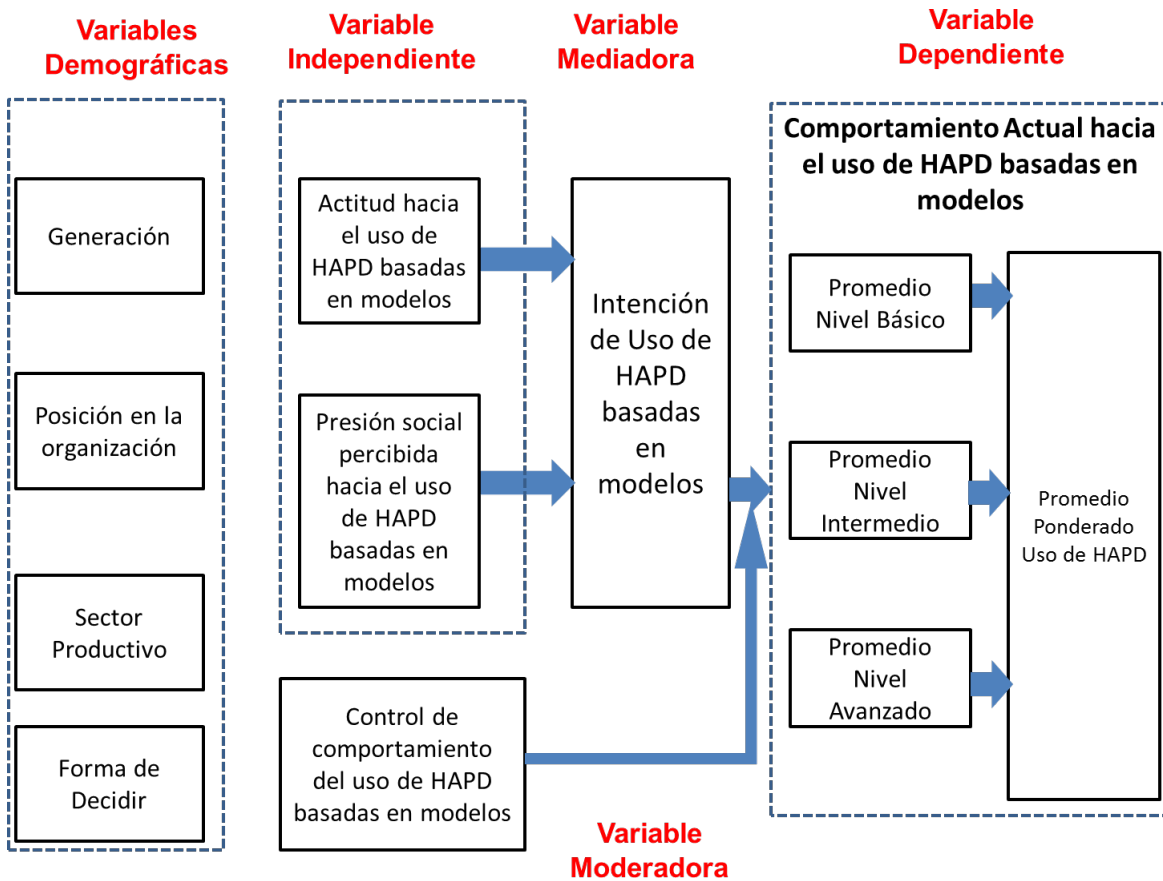 Variables
Demográficas
Variable
Independiente
Variable
Mediadora
Variable
Dependiente
Generación
Posición en la
organización
Sector
Productivo
Forma de
Decidir
Actitud hacia
el uso de
HAPD basadas
en modelos
Presión social
percibida
hacia el uso
de HAPD
basadas en
modelos
Control de
comportamiento
del uso de HAPD
basadas en modelos
Intención
de Uso de
HAPD
basadas
en
modelos
Variable
Moderadora
Comportamiento Actual hacia
el uso de HAPD basadas en
modelos
Promedio
Nivel Básico
Promedio
Nivel
Intermedio
Promedio
Nivel
Avanzado
Promedio
Ponderado
Uso de HAPD